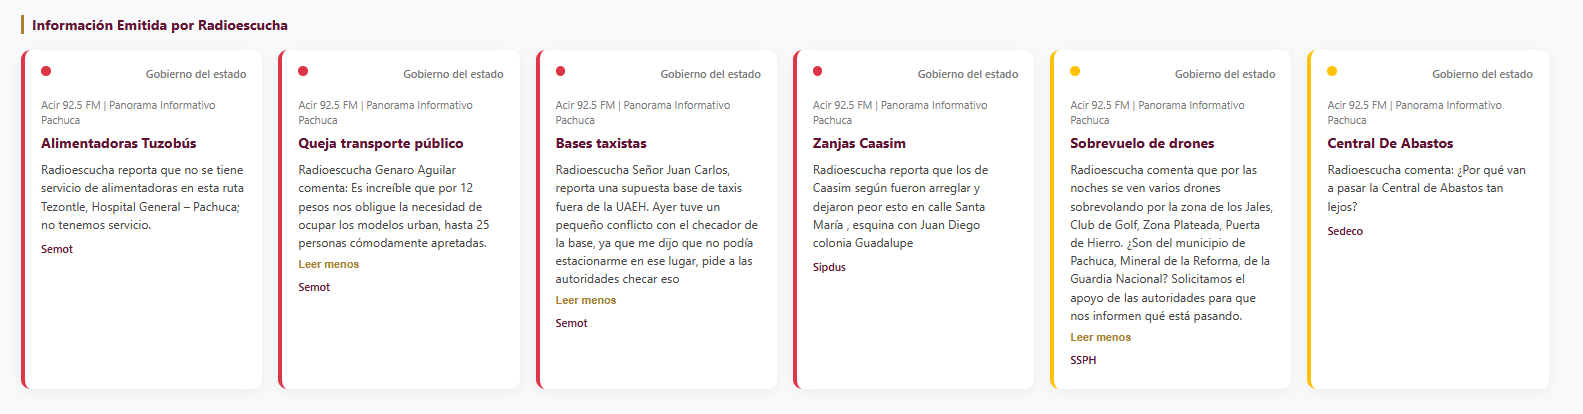 Información Emitida por Radioescucha
Gobierno del estado
Acir 92.5 FM | Panorama Informativo
Pachuca
Alimentadoras Tuzobús
Radioescucha reporta que no se tiene
servicio de alimentadoras en esta ruta
Tezontle, Hospital General – Pachuca;
no tenemos servicio.
Semot
Gobierno del estado
Acir 92.5 FM | Panorama Informativo
Pachuca
Queja transporte público
Radioescucha Genaro Aguilar
comenta: Es increíble que por 12
pesos nos obligue la necesidad de
ocupar los modelos urban, hasta 25
personas cómodamente apretadas.
Leer menos
Semot
Gobierno del estado
Acir 92.5 FM | Panorama Informativo
Pachuca
Bases taxistas
Radioescucha Señor Juan Carlos,
reporta una supuesta base de taxis
fuera de la UAEH. Ayer tuve un
pequeño conflicto con el checador de
la base, ya que me dijo que no podía
estacionarme en ese lugar, pide a las
autoridades checar eso
Leer menos
Semot
Gobierno del estado
Acir 92.5 FM | Panorama Informativo
Pachuca
Zanjas Caasim
Radioescucha reporta que los de
Caasim según fueron arreglar y
dejaron peor esto en calle Santa
María , esquina con Juan Diego
colonia Guadalupe
Sipdus
Gobierno del estado
Acir 92.5 FM | Panorama Informativo
Pachuca
Sobrevuelo de drones
Radioescucha comenta que por las
noches se ven varios drones
sobrevolando por la zona de los Jales,
Club de Golf, Zona Plateada, Puerta
de Hierro. ¿Son del municipio de
Pachuca, Mineral de la Reforma, de la
Guardia Nacional? Solicitamos el
apoyo de las autoridades para que
nos informen qué está pasando.
Leer menos
SSPH
Gobierno del estado
Acir 92.5 FM | Panorama Informativo
Pachuca
Central De Abastos
Radioescucha comenta: ¿Por qué van
a pasar la Central de Abastos tan
lejos?
Sedeco